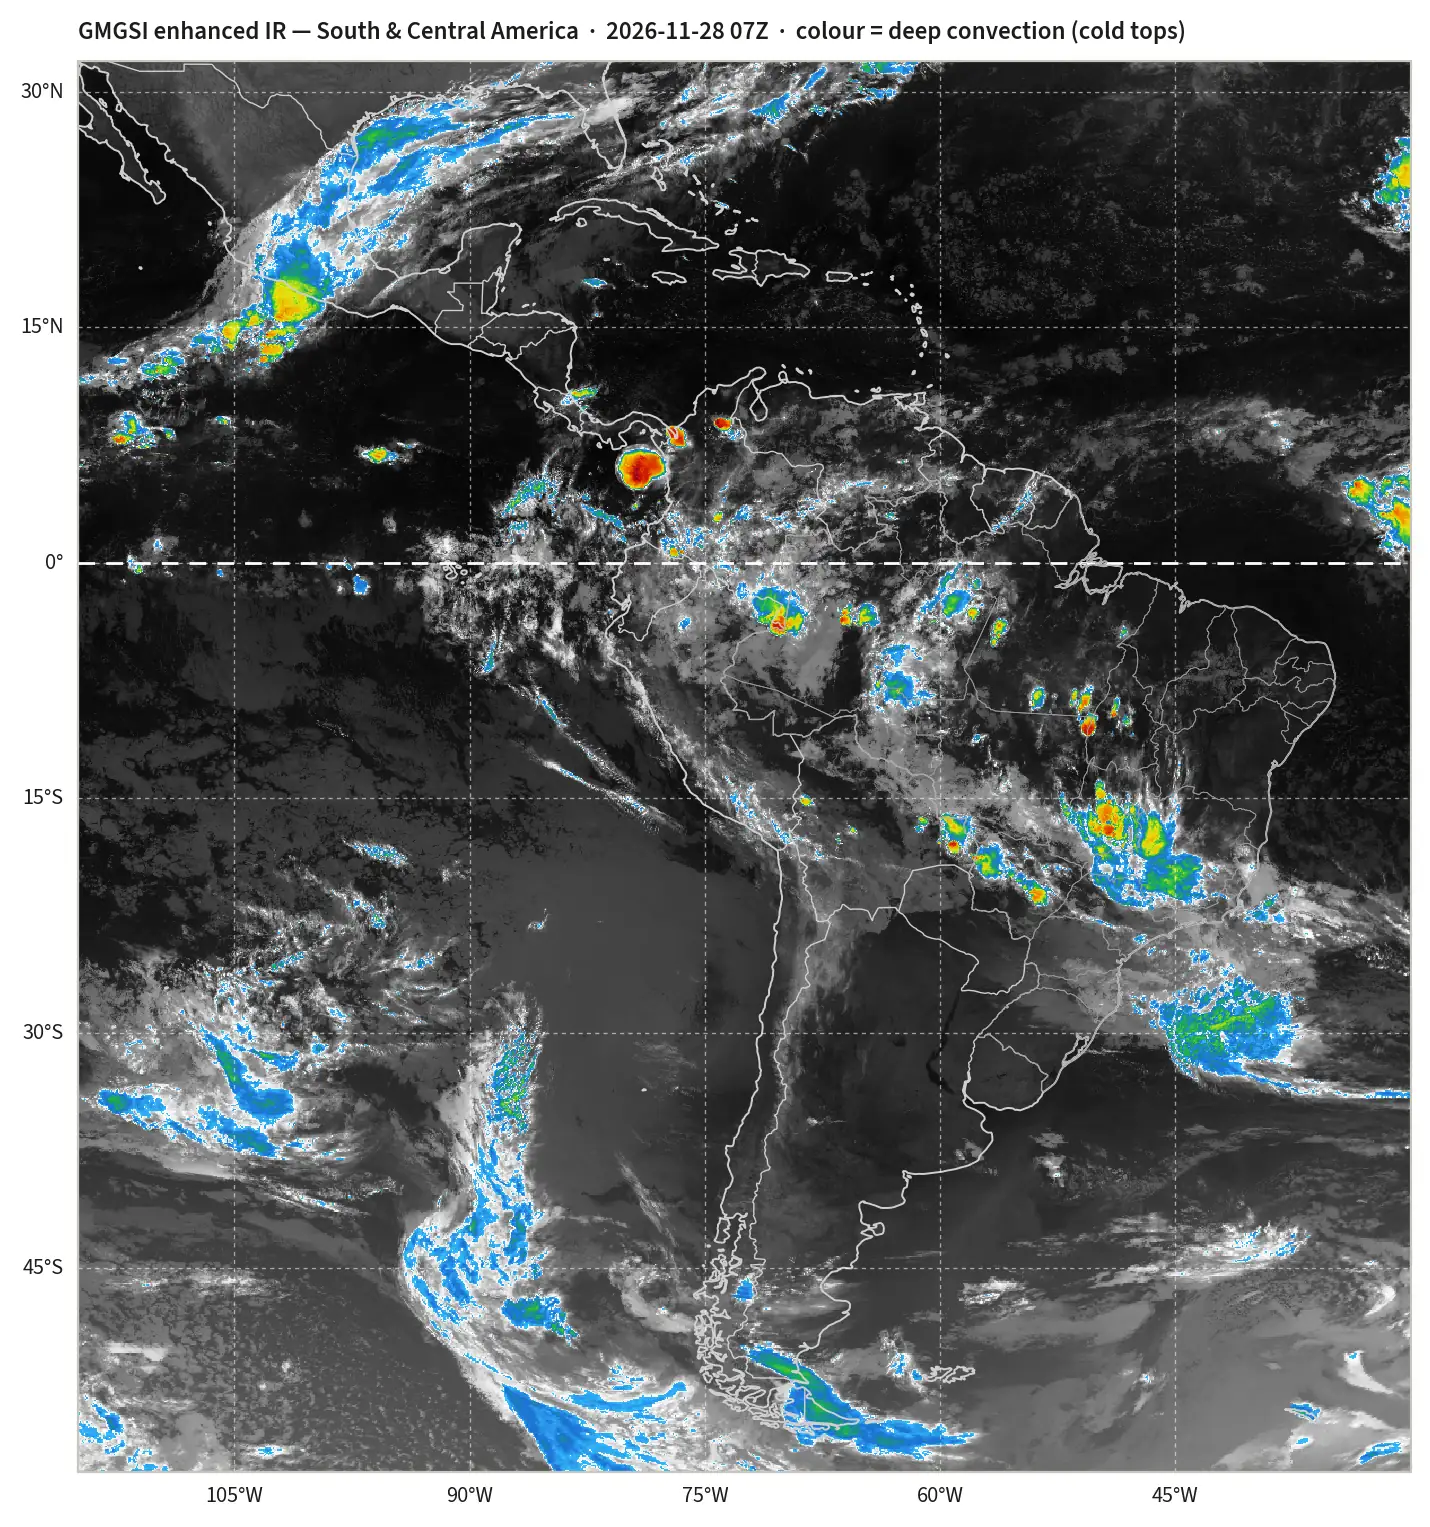 GMGSI enhanced IR — South & Central America · 2026-11-28 07Z · colour = deep convection (cold tops)
30°N
15°N
0°
15°S
30°S
45°S
105°W
90°W
75°W
60°W
45°W